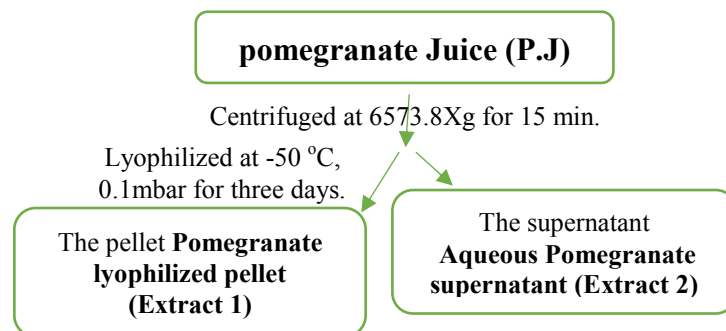 pomegranate Juice (P.J)
Centrifuged at 6573.8Xg for 15 min.
Lyophilized at -50 ºC,
0.1mbar for three days.
The pellet Pomegranate
lyophilized pellet
(Extract 1)
The supernatant
Aqueous Pomegranate
supernatant (Extract 2)